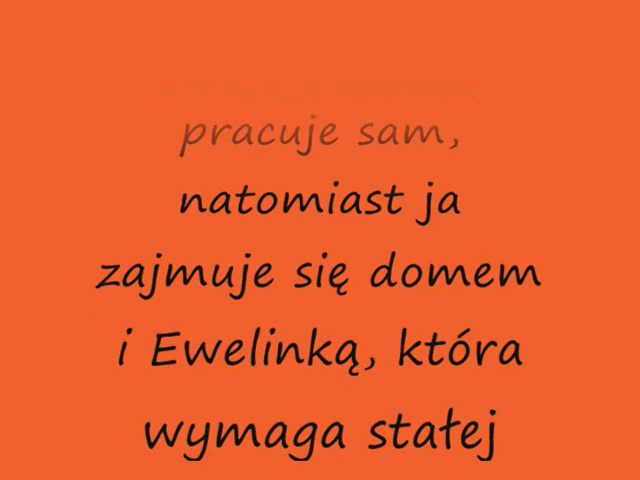 pracuje sam,
natomiast ja
zajmuje się domem
i Ewelinką, która
wymaga stałej